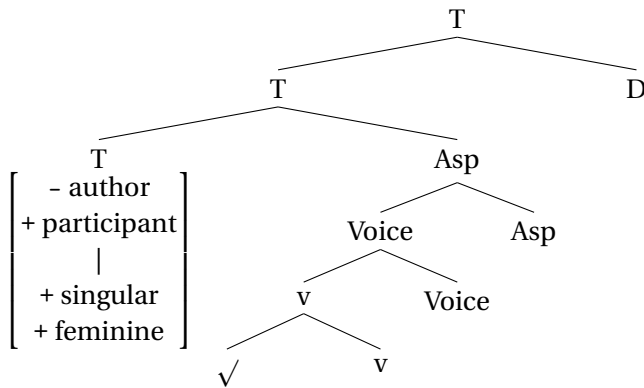 T
T D
T Asp
– author
+ participant
|
+ singular
+ feminine
Voice Asp
v Voice
√ v